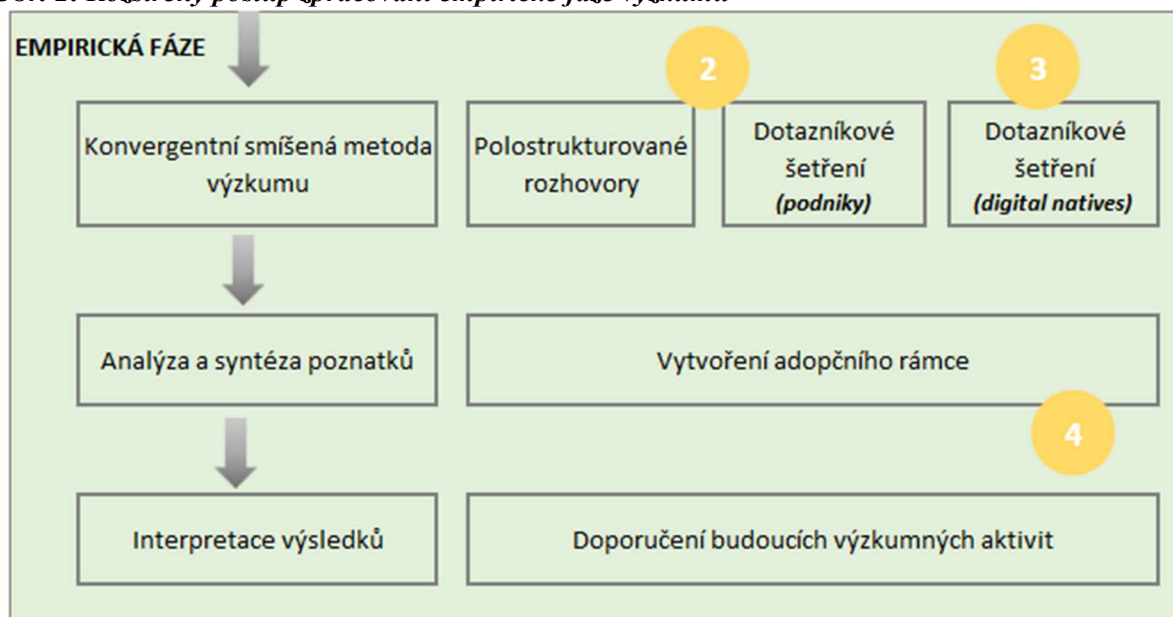 EMPIRICKÁ FÁZE
2
3
Konvergentní smíšená metoda
výzkumu
Polostrukturované
rozhovory
Dotazníkové
šetření
(podniky)
Dotazníkové
šetření
(digital natives)
Analýza a syntéza poznatků
Vytvoření adopčního rámce
4
Interpretace výsledků
Doporučení budoucích výzkumných aktivit